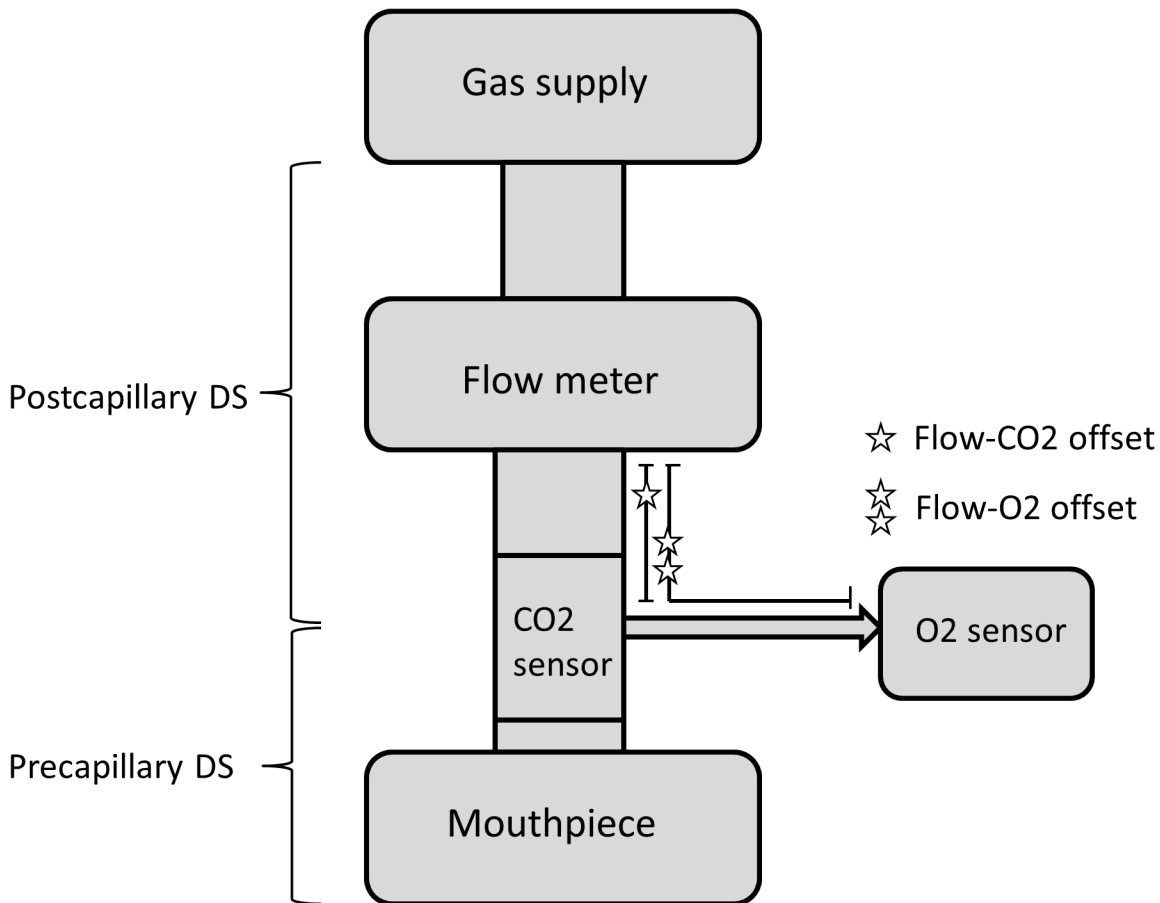 Gas supply
Flow meter
Postcapillary DS
☆ Flow-CO2 offset
☆☆ Flow-O2 offset
CO2
sensor
O2 sensor
Precapillary DS
Mouthpiece